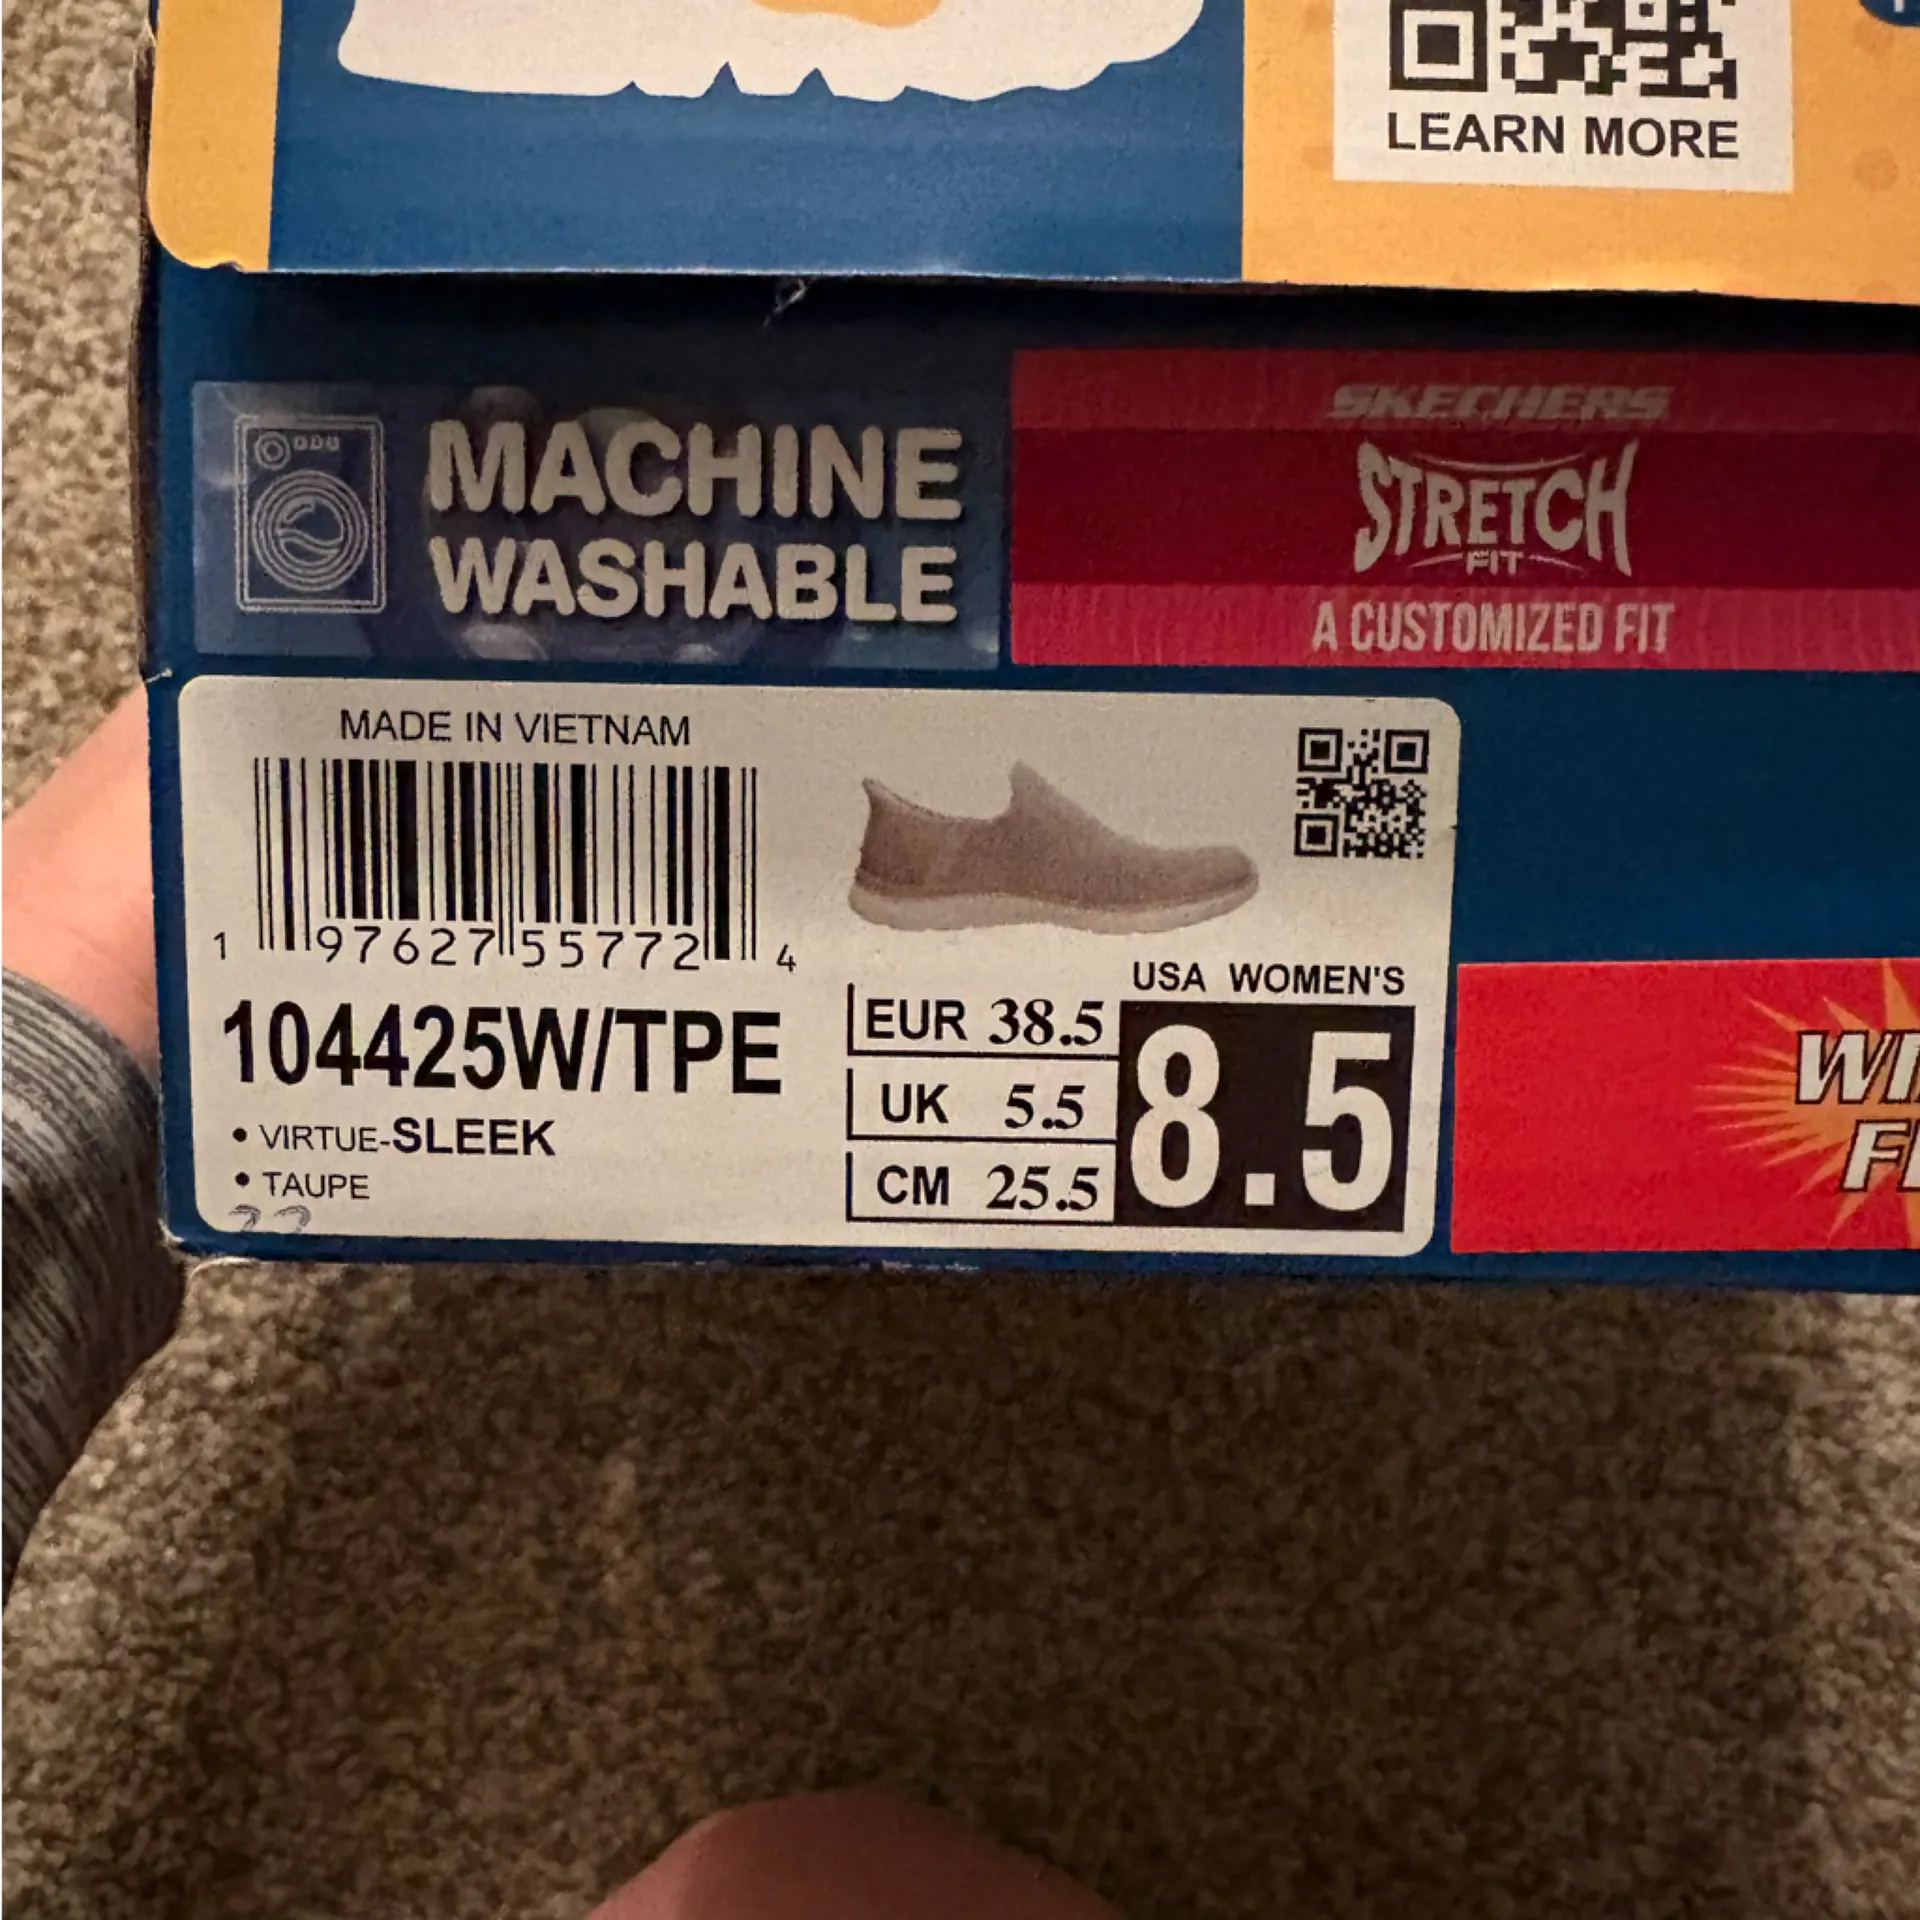 LEARN MORE
MACHINE
WASHABLE
SKECHERS
STRETCH
FIT
A CUSTOMIZED FIT
MADE IN VIETNAM
1 97627 55772 4
104425W/TPE
• VIRTUE-SLEEK
• TAUPE
USA WOMEN'S
EUR 38.5
UK 5.5
CM 25.5
8.5